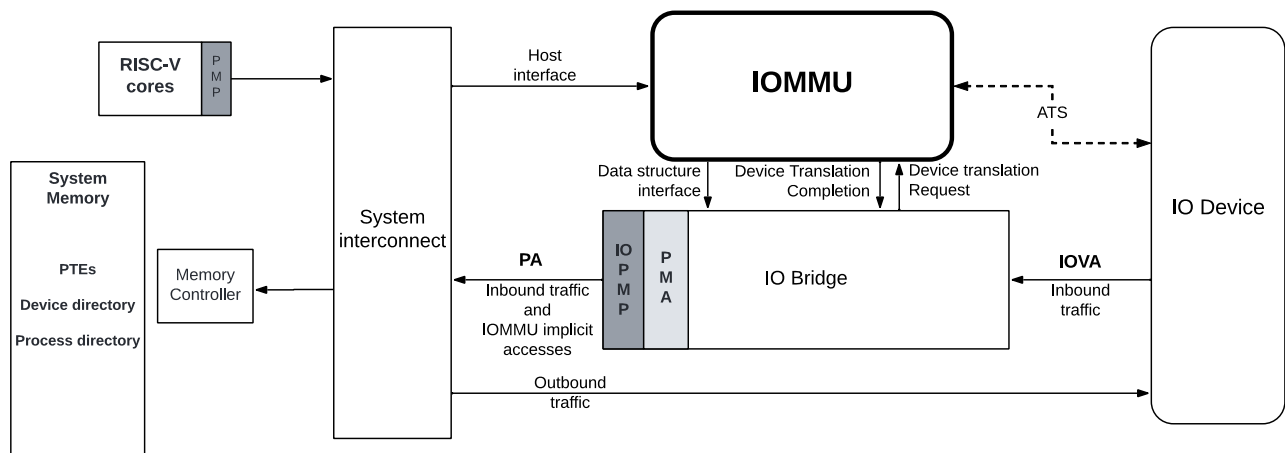 RISC-V
cores
P
M
P
System
Memory
PTEs
Device directory
Process directory
Memory
Controller
System
interconnect
Host
interface
IOMMU
ATS
Data structure
interface
Device Translation
Completion
Device translation
Request
IO Device
PA
Inbound traffic
and
IOMMU implicit
accesses
IO
P
M
P
P
M
A
IO Bridge
IOVA
Inbound
traffic
Outbound
traffic